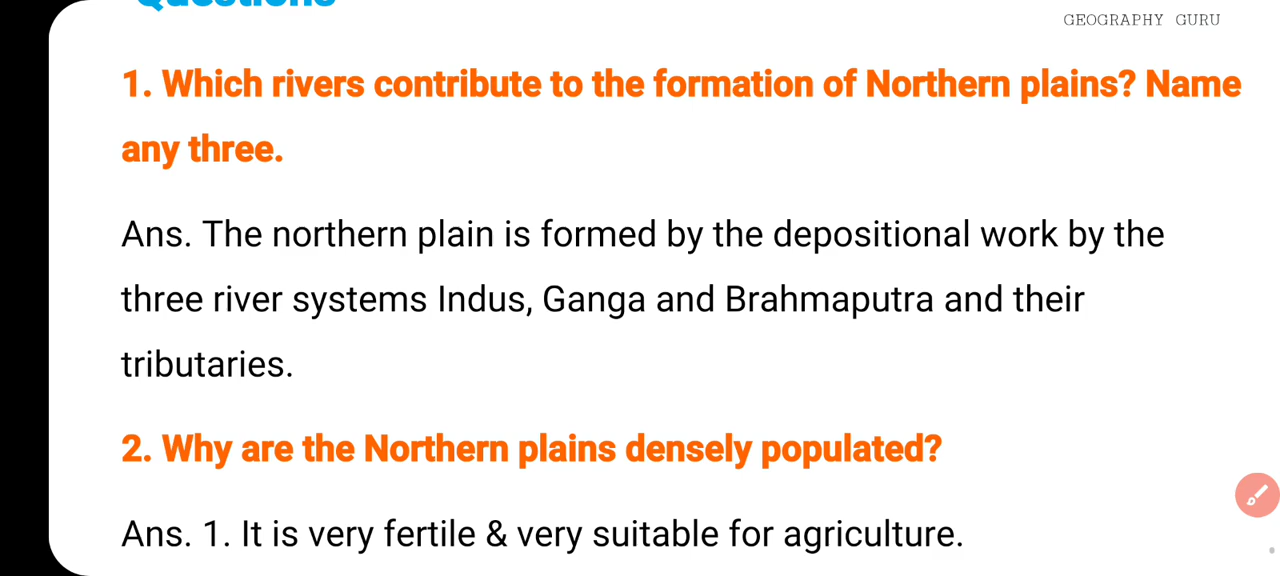 Questions
GEOGRAPHY GURU
1. Which rivers contribute to the formation of Northern plains? Name
any three.
Ans. The northern plain is formed by the depositional work by the
three river systems Indus, Ganga and Brahmaputra and their
tributaries.
2. Why are the Northern plains densely populated?
Ans. 1. It is very fertile & very suitable for agriculture.